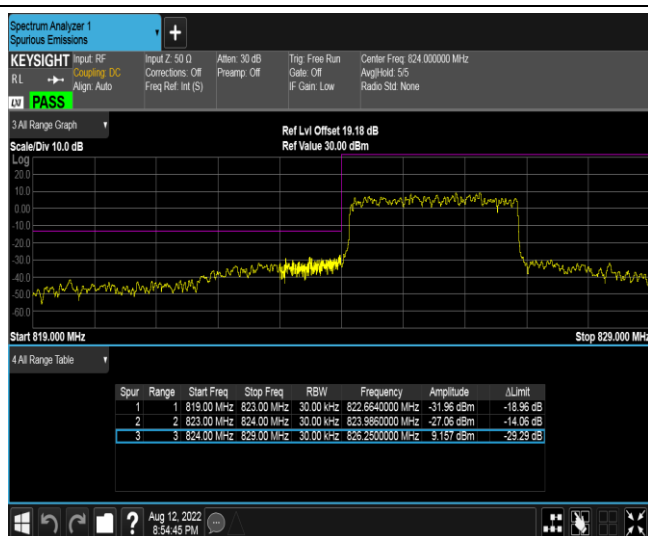 Spectrum Analyzer 1
Spurious Emissions
KEYSIGHT Input: RF Input Z: 50 Ω Atten: 30 dB Trig: Free Run Center Freq: 824.000000 MHz
RL Coupling: DC Corrections: Off Preamp: Off Gate: Off Avg|Hold: 5/5
Align: Auto Freq Ref: Int (S) IF Gain: Low Radio Std: None
LXI PASS
3 All Range Graph
Ref Lvl Offset 19.18 dB
Scale/Div 10.0 dB Ref Value 30.00 dBm
Log
20.0
10.0
0.00
-10.0
-20.0
-30.0
-40.0
-50.0
-60.0
Start 819.000 MHz Stop 829.000 MHz
4 All Range Table
Spur Range Start Freq Stop Freq RBW Frequency Amplitude ΔLimit
1 1 819.00 MHz 823.00 MHz 30.00 kHz 822.6640000 MHz -31.96 dBm -18.96 dB
2 2 823.00 MHz 824.00 MHz 30.00 kHz 823.9860000 MHz -27.06 dBm -14.06 dB
3 3 824.00 MHz 829.00 MHz 30.00 kHz 826.2500000 MHz 9.157 dBm -29.29 dB
? Aug 12, 2022
8:54:45 PM